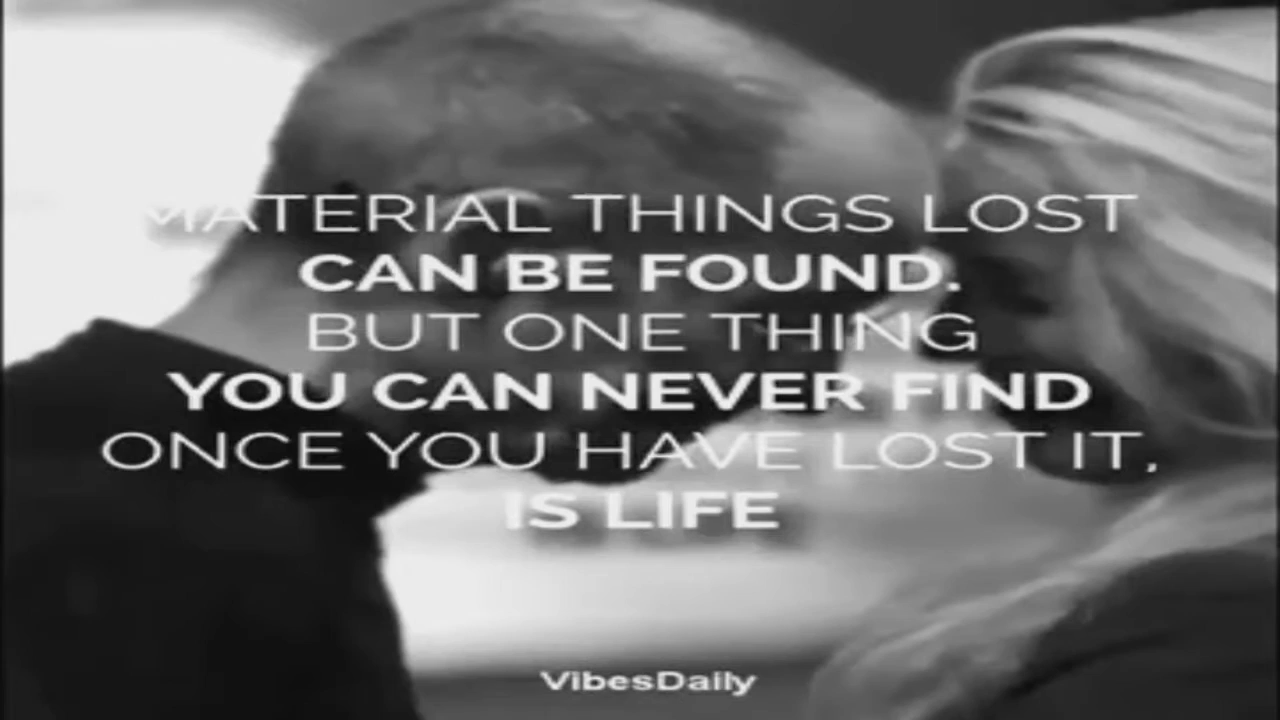 MATERIAL THINGS LOST
CAN BE FOUND.
BUT ONE THING
YOU CAN NEVER FIND
ONCE YOU HAVE LOST IT,
IS LIFE
VibesDaily